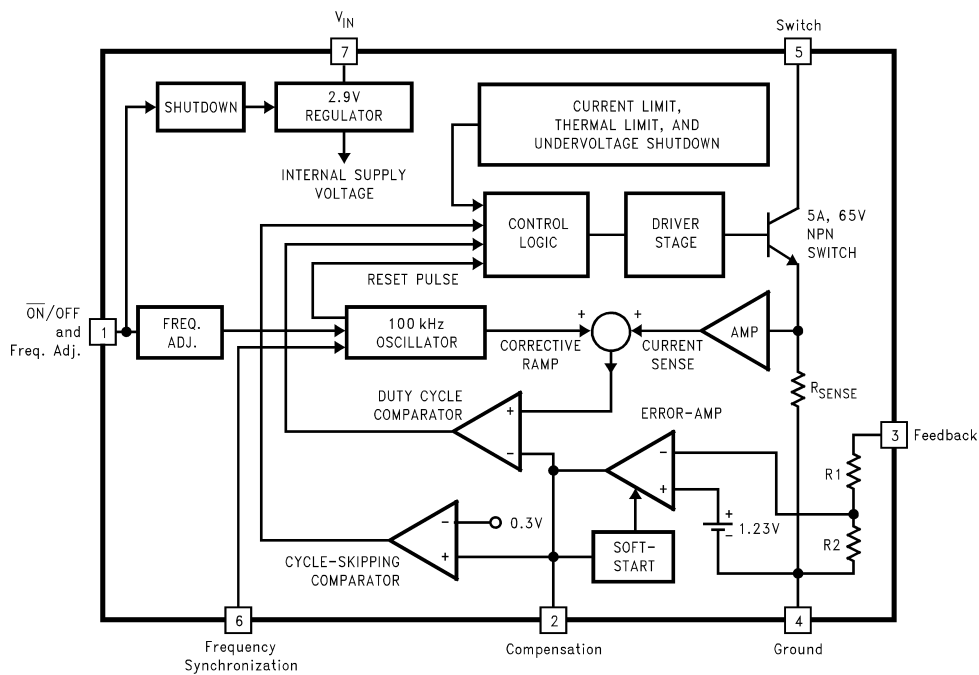 V_IN
Switch
7
5
SHUTDOWN
2.9V
REGULATOR
CURRENT LIMIT,
THERMAL LIMIT, AND
UNDERVOLTAGE SHUTDOWN
INTERNAL SUPPLY
VOLTAGE
CONTROL
LOGIC
DRIVER
STAGE
5A, 65V
NPN
SWITCH
RESET PULSE
ON/OFF
and
Freq. Adj.
1
FREQ.
ADJ.
100 kHz
OSCILLATOR
+
+
CORRECTIVE
RAMP
CURRENT
SENSE
AMP
R_SENSE
DUTY CYCLE
COMPARATOR
+
-
ERROR-AMP
-
+
3
Feedback
R1
R2
+
-
1.23V
-
+
0.3V
CYCLE-SKIPPING
COMPARATOR
SOFT-
START
6
2
4
Frequency
Synchronization
Compensation
Ground